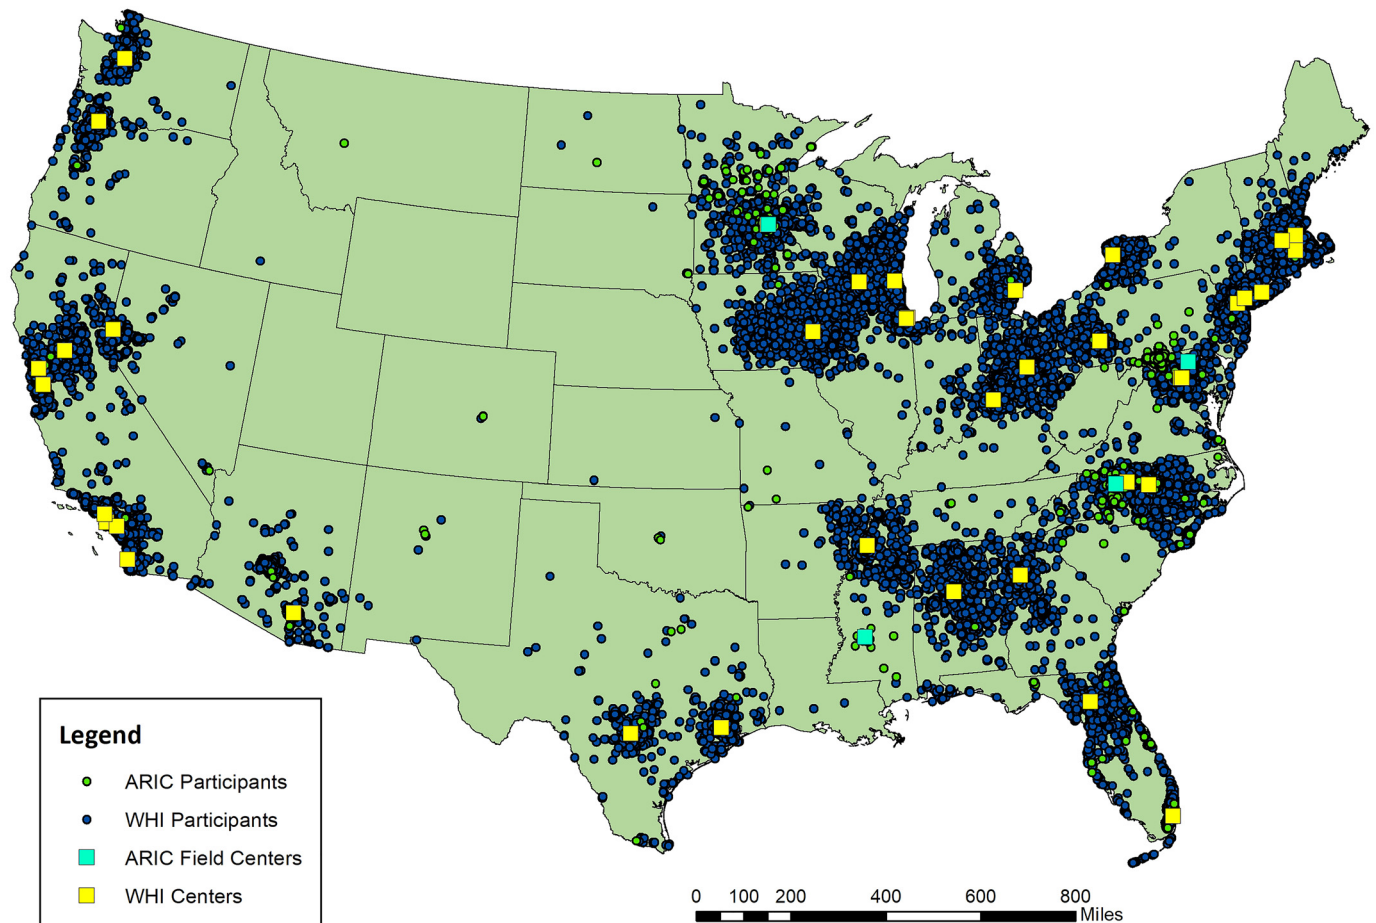 Legend
ARIC Participants
WHI Participants
ARIC Field Centers
WHI Centers
0 100 200 400 600 800
Miles